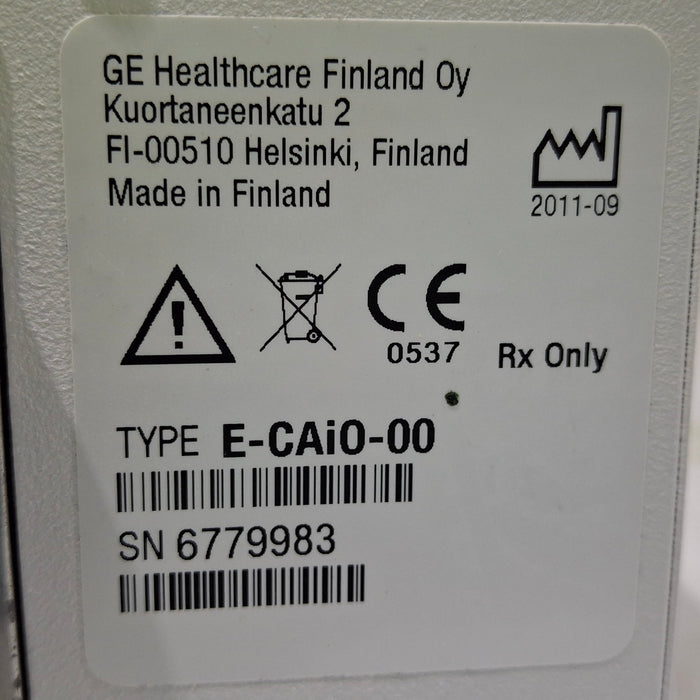 GE Healthcare Finland Oy
Kuortaneenkatu 2
FI-00510 Helsinki, Finland
Made in Finland
2011-09
CE
0537 Rx Only
TYPE E-CAiO-00
SN 6779983